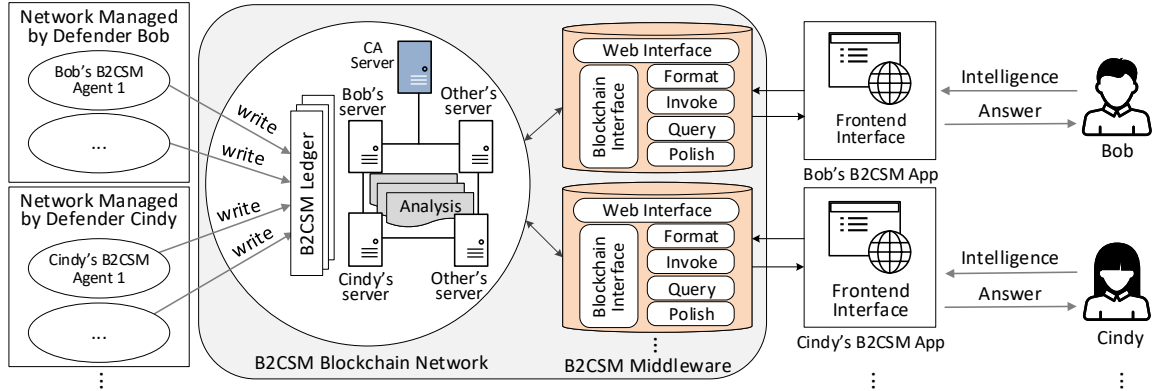 Network Managed
by Defender Bob
Bob's B2CSM
Agent 1
...
Network Managed
by Defender Cindy
Cindy's B2CSM
Agent 1
...
write
write
write
write
B2CSM Ledger
CA
Server
Bob's
server
Other's
server
Analysis
Cindy's
server
Other's
server
B2CSM Blockchain Network
Web Interface
Blockchain
Interface
Format
Invoke
Query
Polish
Web Interface
Blockchain
Interface
Format
Invoke
Query
Polish
B2CSM Middleware
Frontend
Interface
Bob's B2CSM App
Frontend
Interface
Cindy's B2CSM App
Intelligence
Answer
Bob
Intelligence
Answer
Cindy